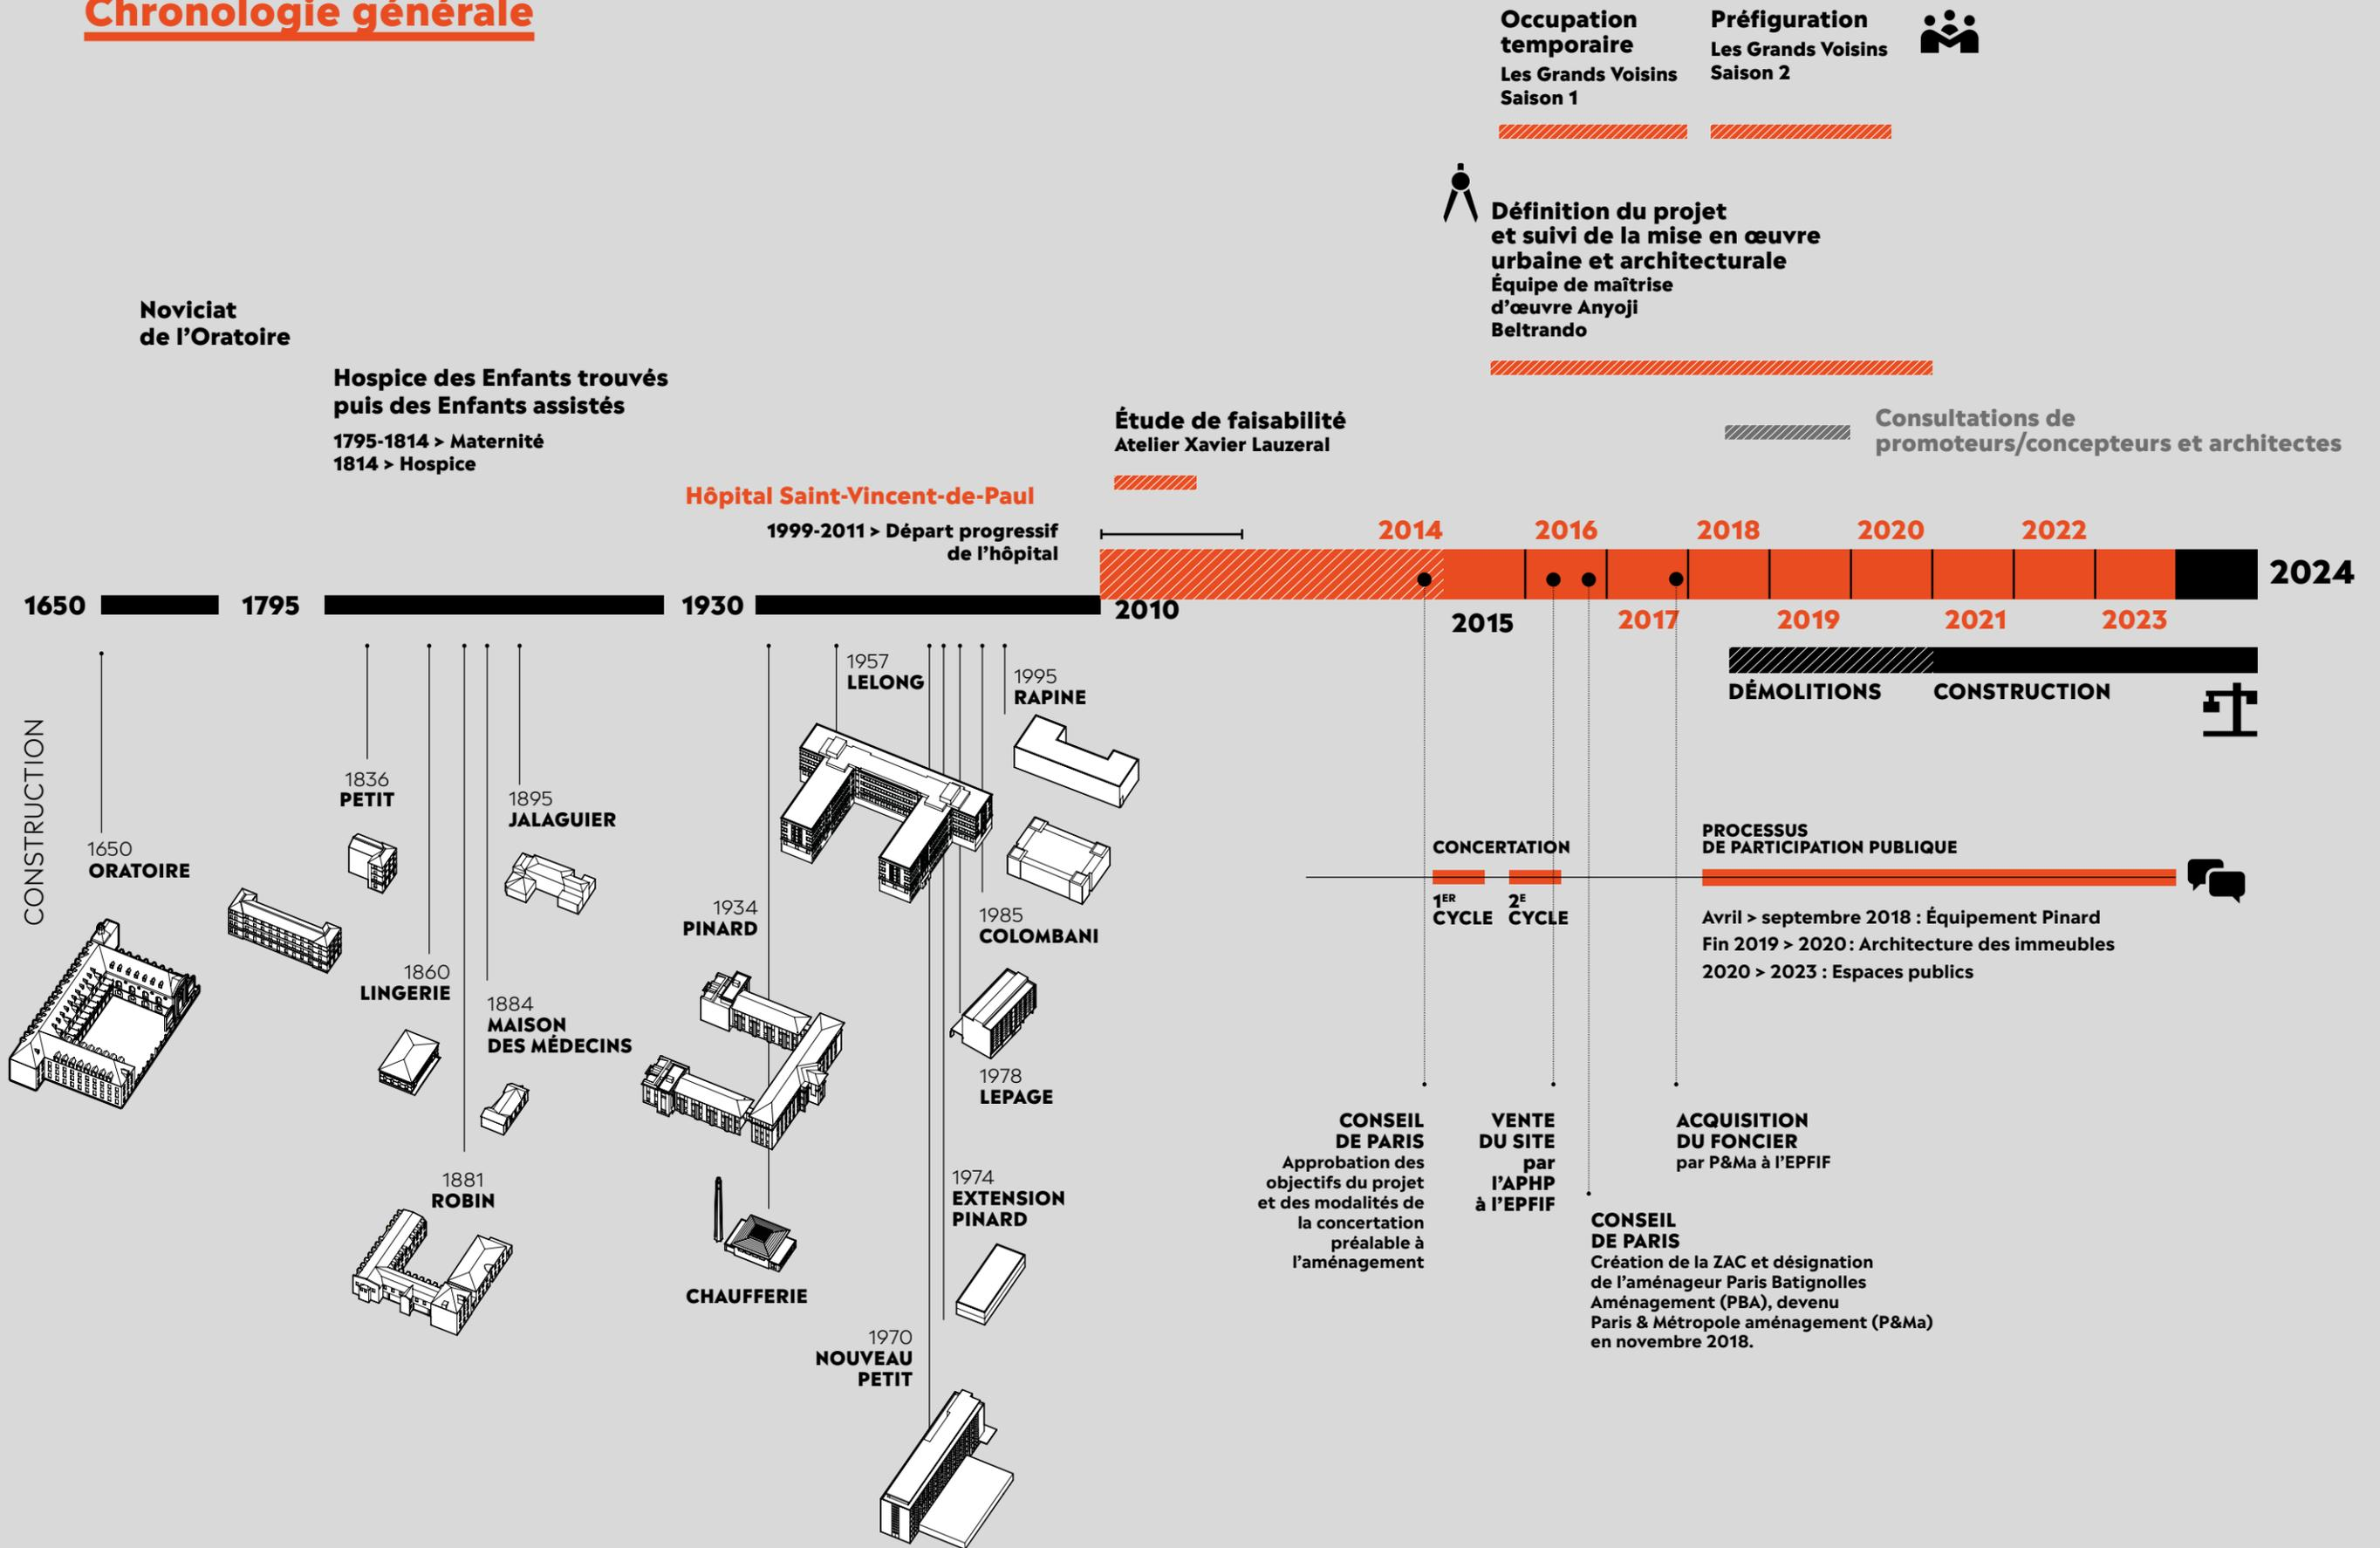 Chronologie générale
Occupation
temporaire
Les Grands Voisins
Saison 1
Préfiguration
Les Grands Voisins
Saison 2
Définition du projet
et suivi de la mise en œuvre
urbaine et architecturale
Équipe de maîtrise
d'œuvre Anyoji
Beltrando
Noviciat
de l'Oratoire
Hospice des Enfants trouvés
puis des Enfants assistés
1795-1814 > Maternité
1814 > Hospice
Étude de faisabilité
Atelier Xavier Lauzeral
Consultations de
promoteurs/concepteurs et architectes
Hôpital Saint-Vincent-de-Paul
1999-2011 > Départ progressif
de l'hôpital
2014
2016
2018
2020
2022
2024
1650
1795
1930
2010
2015
2017
2019
2021
2023
DÉMOLITIONS
CONSTRUCTION
CONSTRUCTION
1650
ORATOIRE
1836
PETIT
1895
JALAGUIER
1860
LINGERIE
1884
MAISON
DES MÉDECINS
1881
ROBIN
1957
LELONG
1995
RAPINE
1934
PINARD
1985
COLOMBANI
1978
LEPAGE
1974
EXTENSION
PINARD
CHAUFFERIE
1970
NOUVEAU
PETIT
CONCERTATION
1ER
CYCLE
2E
CYCLE
PROCESSUS
DE PARTICIPATION PUBLIQUE
Avril > septembre 2018 : Équipement Pinard
Fin 2019 > 2020 : Architecture des immeubles
2020 > 2023 : Espaces publics
CONSEIL
DE PARIS
Approbation des
objectifs du projet
et des modalités de
la concertation
préalable à
l'aménagement
VENTE
DU SITE
par
l'APHP
à l'EPFIF
ACQUISITION
DU FONCIER
par P&Ma à l'EPFIF
CONSEIL
DE PARIS
Création de la ZAC et désignation
de l'aménageur Paris Batignolles
Aménagement (PBA), devenu
Paris & Métropole aménagement (P&Ma)
en novembre 2018.